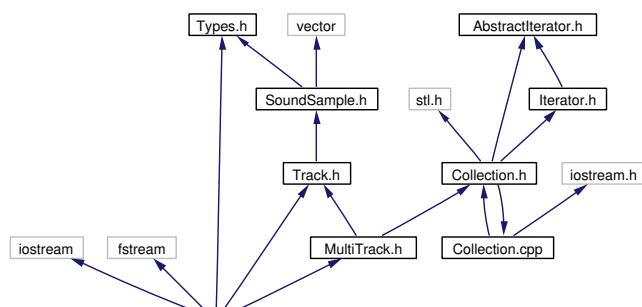 Types.h
vector
AbstractIterator.h
SoundSample.h
stl.h
Iterator.h
Track.h
Collection.h
iostream.h
iostream
fstream
MultiTrack.h
Collection.cpp